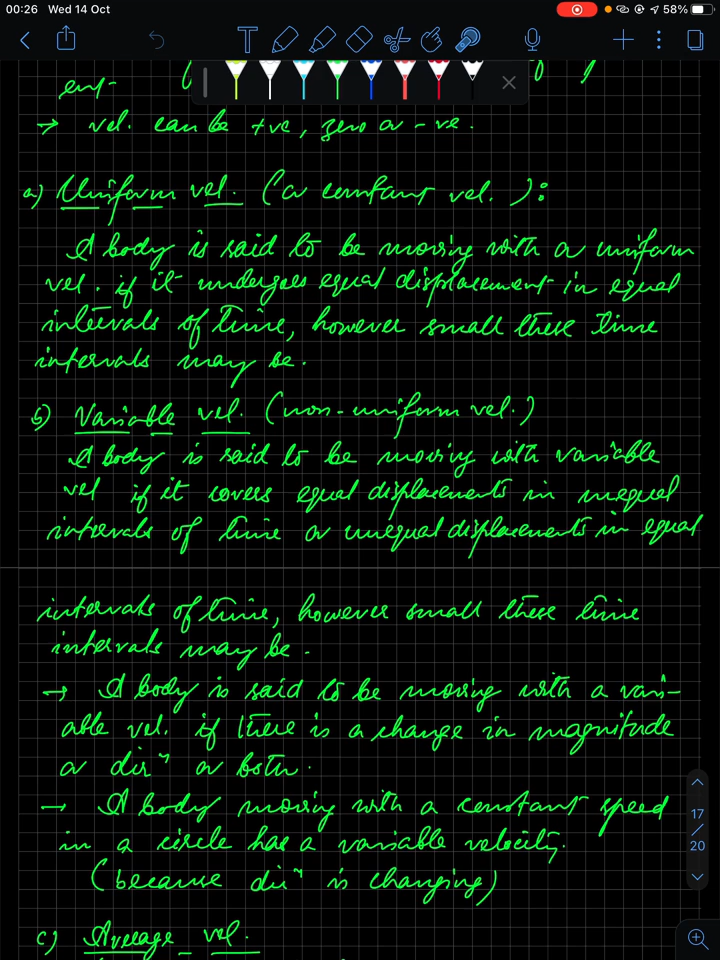 00:26 Wed 14 Oct
58%
ent-
→ vel. can be +ve, zero or -ve.
a) Uniform vel. (or constant vel.):
A body is said to be moving with a uniform
vel. if it undergoes equal displacement in equal
intervals of time, however small these time
intervals may be.
b) Variable vel. (non-uniform vel.)
A body is said to be moving with variable
vel if it covers equal displacements in unequal
intervals of time or unequal displacements in equal
intervals of time, however small these time
intervals may be.
→ A body is said to be moving with a vari-
able vel. if there is a change in magnitude
or dirⁿ or both.
→ A body moving with a constant speed
in a circle has a variable velocity.
(because dirⁿ is changing)
17
/
20
c) Average vel.